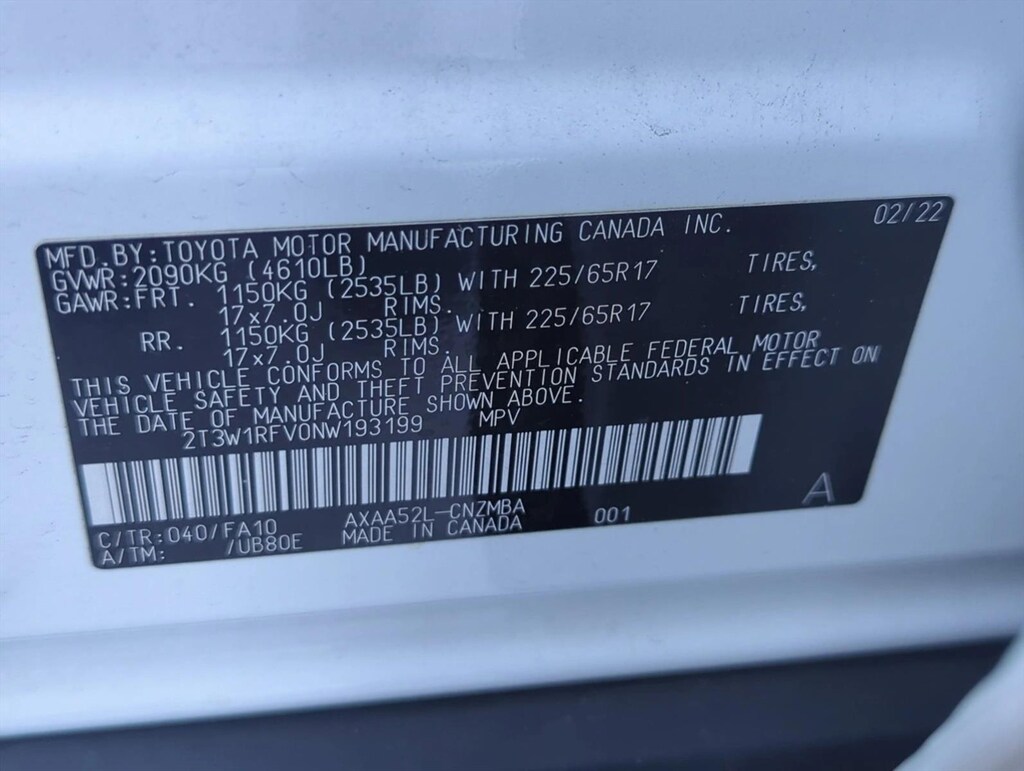 MFD.BY:TOYOTA MOTOR MANUFACTURING CANADA INC. 02/22
GVWR:2090KG (4610LB)
GAWR:FRT. 1150KG (2535LB) WITH 225/65R17 TIRES,
17x7.0J RIMS.
RR. 1150KG (2535LB) WITH 225/65R17 TIRES,
17x7.0J RIMS.
THIS VEHICLE CONFORMS TO ALL APPLICABLE FEDERAL MOTOR
VEHICLE SAFETY AND THEFT PREVENTION STANDARDS IN EFFECT ON
THE DATE OF MANUFACTURE SHOWN ABOVE.
2T3W1RFV0NW193199 MPV
C/TR:040/FA10 AXAA52L-CNZMBA 001 A
A/TM: /UB80E MADE IN CANADA